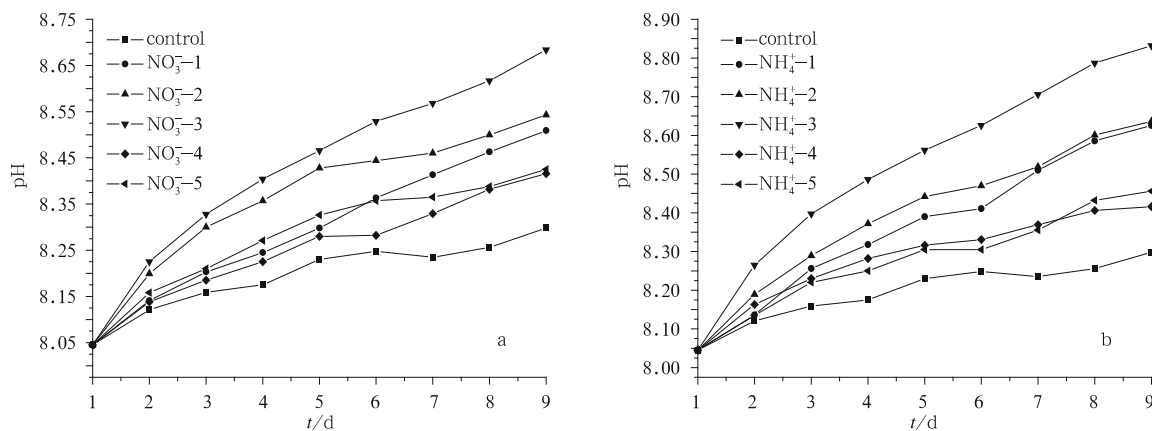 8.75
8.65
8.55
8.45
8.35
8.25
8.15
8.05
pH
control
NO₃⁻−1
NO₃⁻−2
NO₃⁻−3
NO₃⁻−4
NO₃⁻−5
a
1 2 3 4 5 6 7 8 9
t/d
8.90
8.80
8.70
8.60
8.50
8.40
8.30
8.20
8.10
8.00
pH
control
NH₄⁺−1
NH₄⁺−2
NH₄⁺−3
NH₄⁺−4
NH₄⁺−5
b
1 2 3 4 5 6 7 8 9
t/d